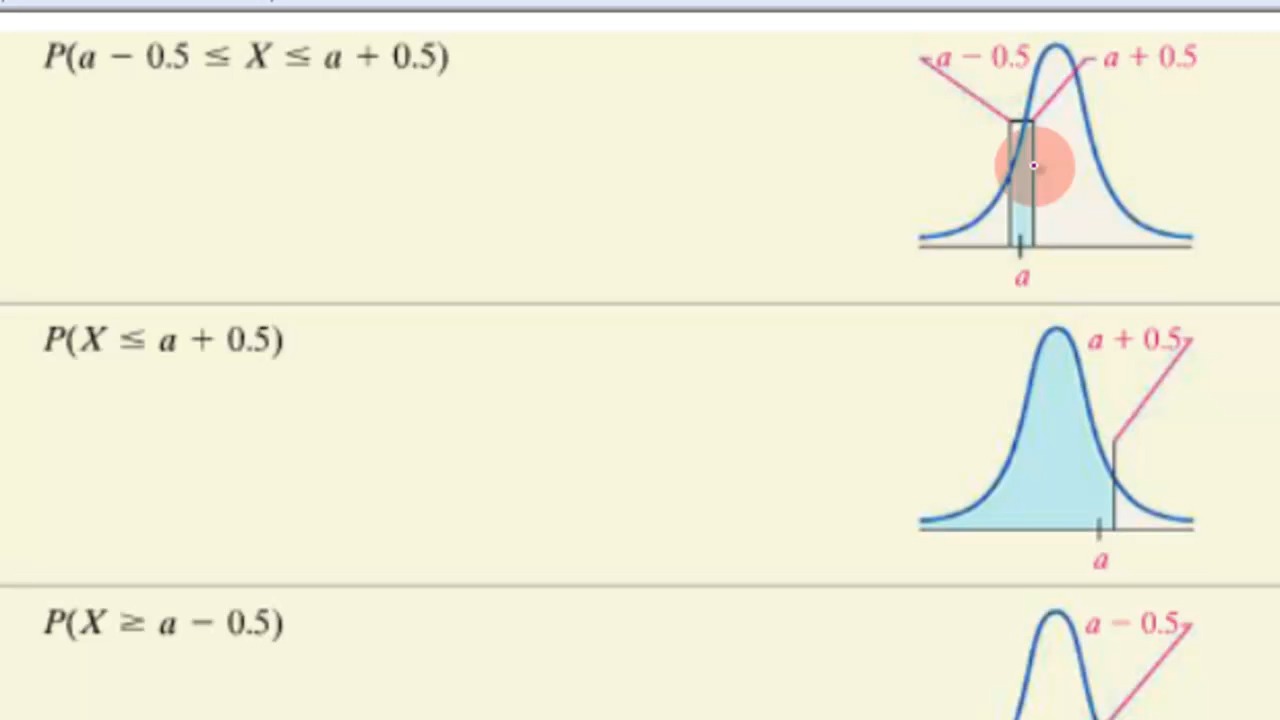 P(a − 0.5 ≤ X ≤ a + 0.5)
a − 0.5
a + 0.5
a
P(X ≤ a + 0.5)
a + 0.5
a
P(X ≥ a − 0.5)
a − 0.5